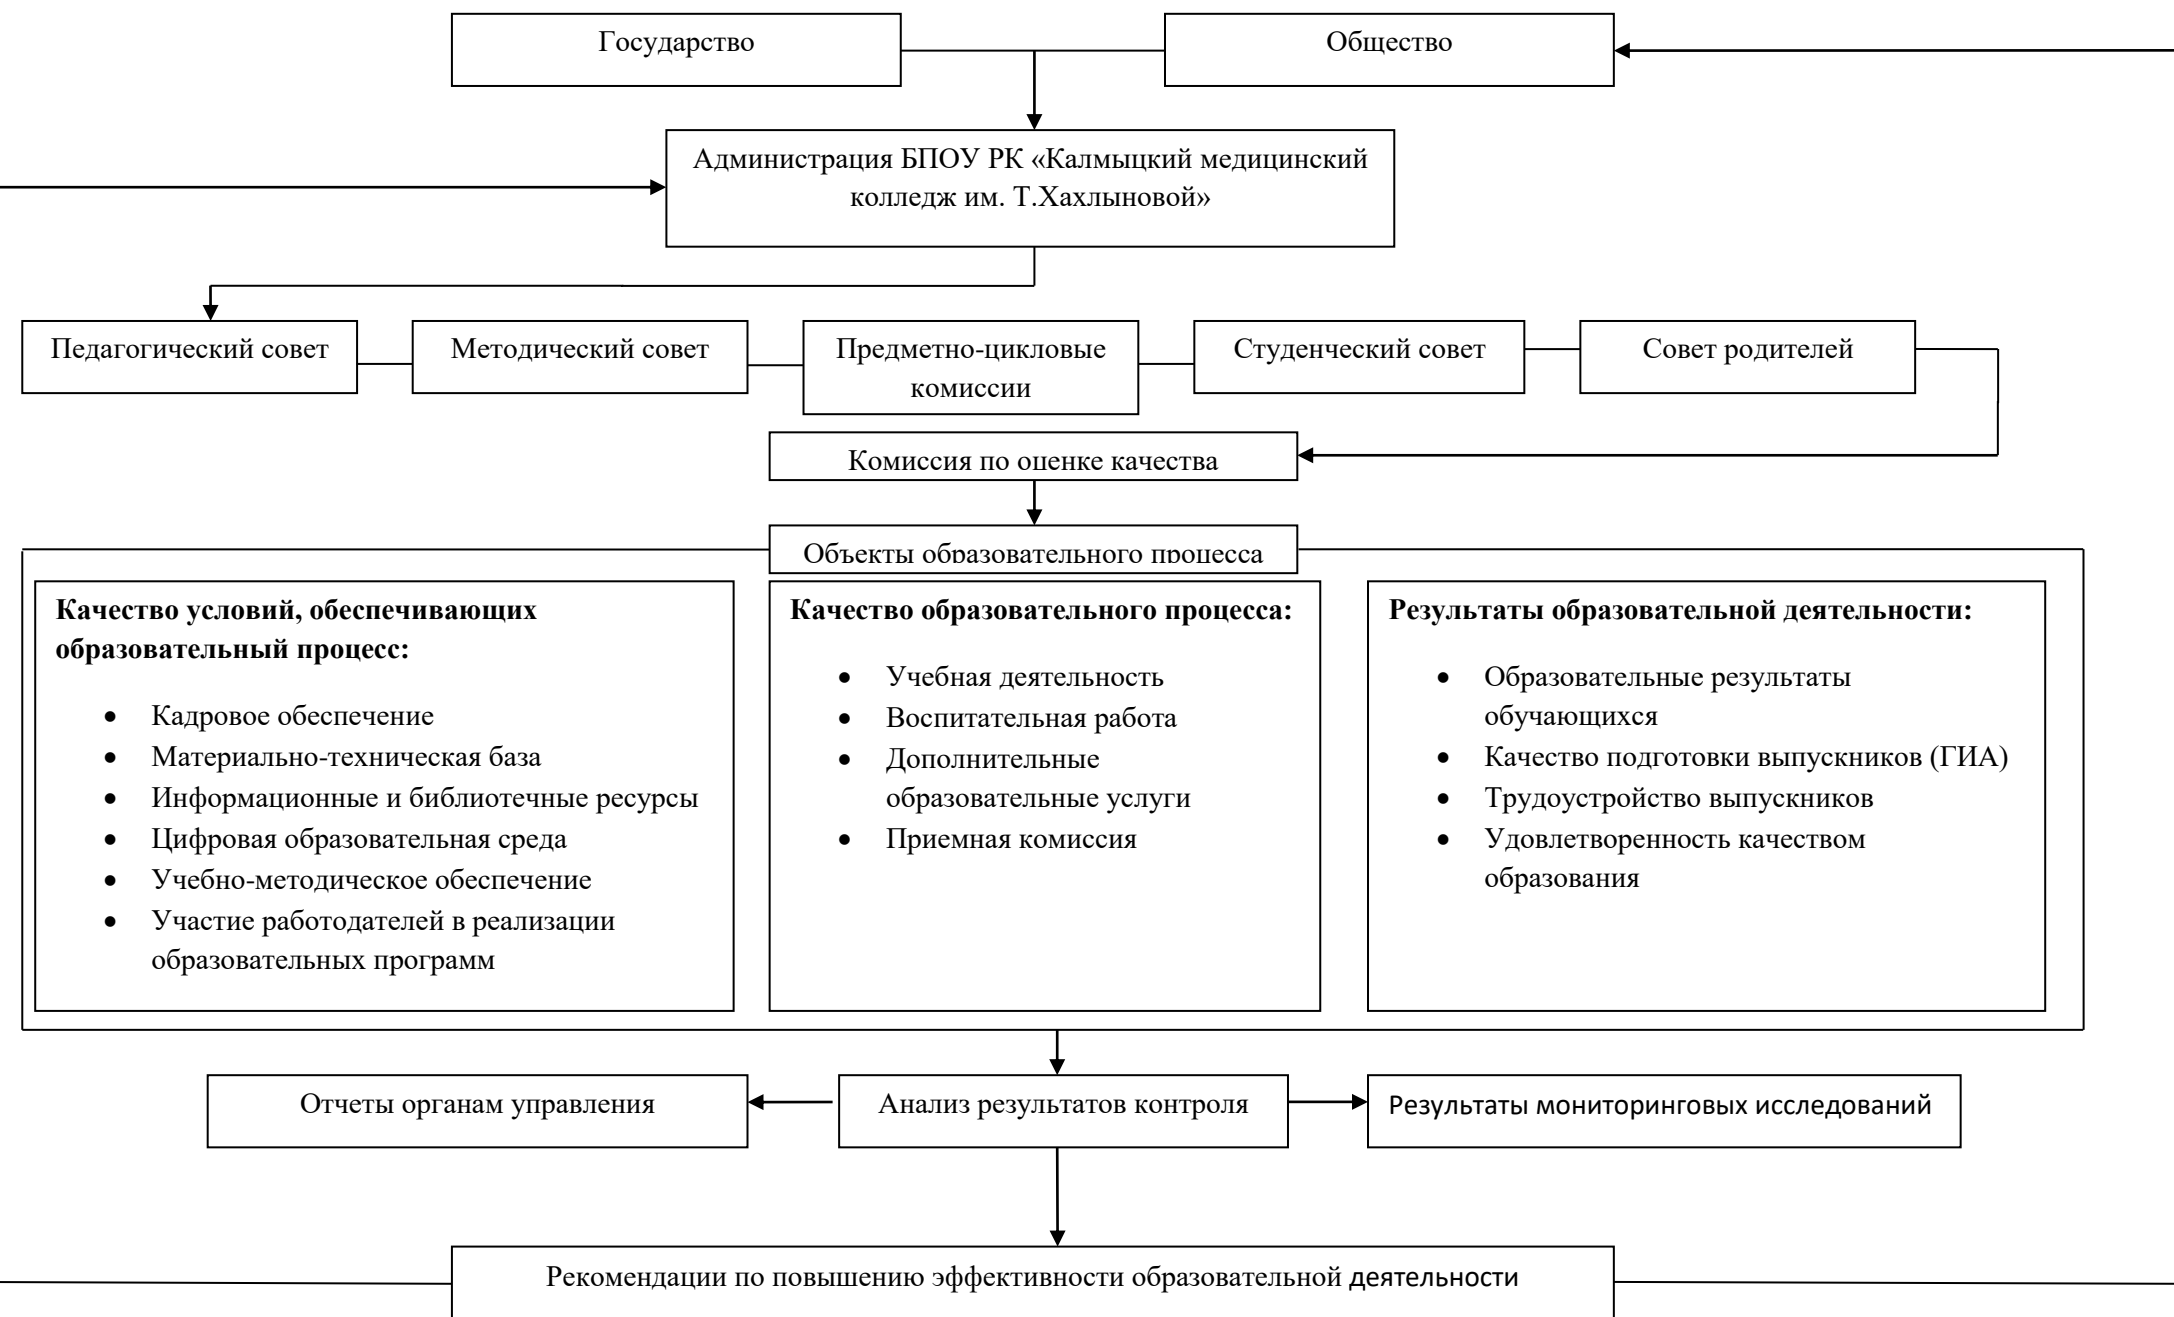 Государство
Общество
Администрация БПОУ РК «Калмыцкий медицинский
колледж им. Т.Хахлыновой»
Педагогический совет
Методический совет
Предметно-цикловые
комиссии
Студенческий совет
Совет родителей
Комиссия по оценке качества
Объекты образовательного процесса
Качество условий, обеспечивающих
образовательный процесс:
• Кадровое обеспечение
• Материально-техническая база
• Информационные и библиотечные ресурсы
• Цифровая образовательная среда
• Учебно-методическое обеспечение
• Участие работодателей в реализации
образовательных программ
Качество образовательного процесса:
• Учебная деятельность
• Воспитательная работа
• Дополнительные
образовательные услуги
• Приемная комиссия
Результаты образовательной деятельности:
• Образовательные результаты
обучающихся
• Качество подготовки выпускников (ГИА)
• Трудоустройство выпускников
• Удовлетворенность качеством
образования
Отчеты органам управления
Анализ результатов контроля
Результаты мониторинговых исследований
Рекомендации по повышению эффективности образовательной деятельности